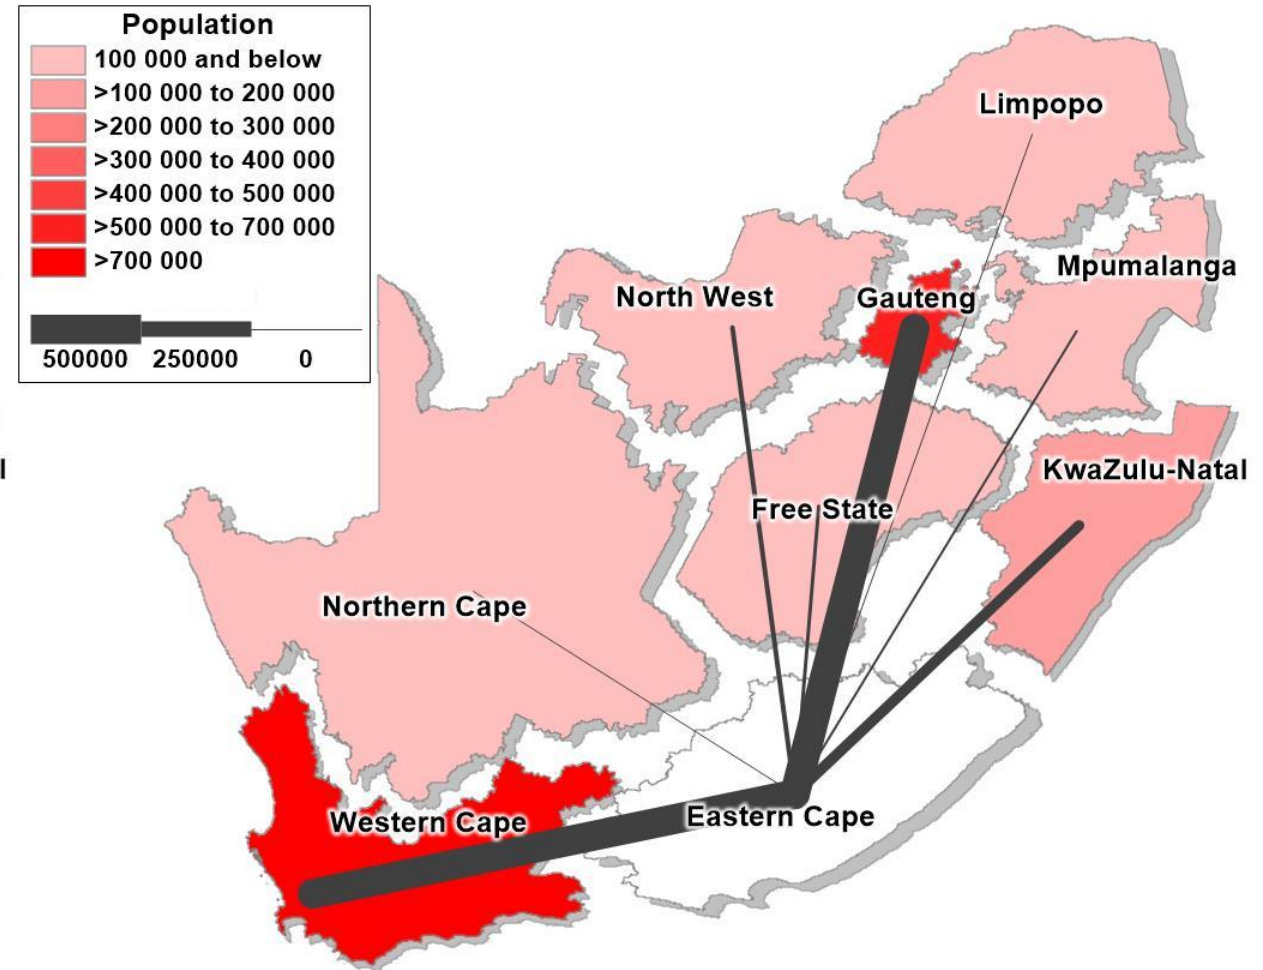 Population
100 000 and below
>100 000 to 200 000
>200 000 to 300 000
>300 000 to 400 000
>400 000 to 500 000
>500 000 to 700 000
>700 000
500000 250000 0
Limpopo
Mpumalanga
North West
Gauteng
KwaZulu-Natal
Free State
Northern Cape
Western Cape
Eastern Cape